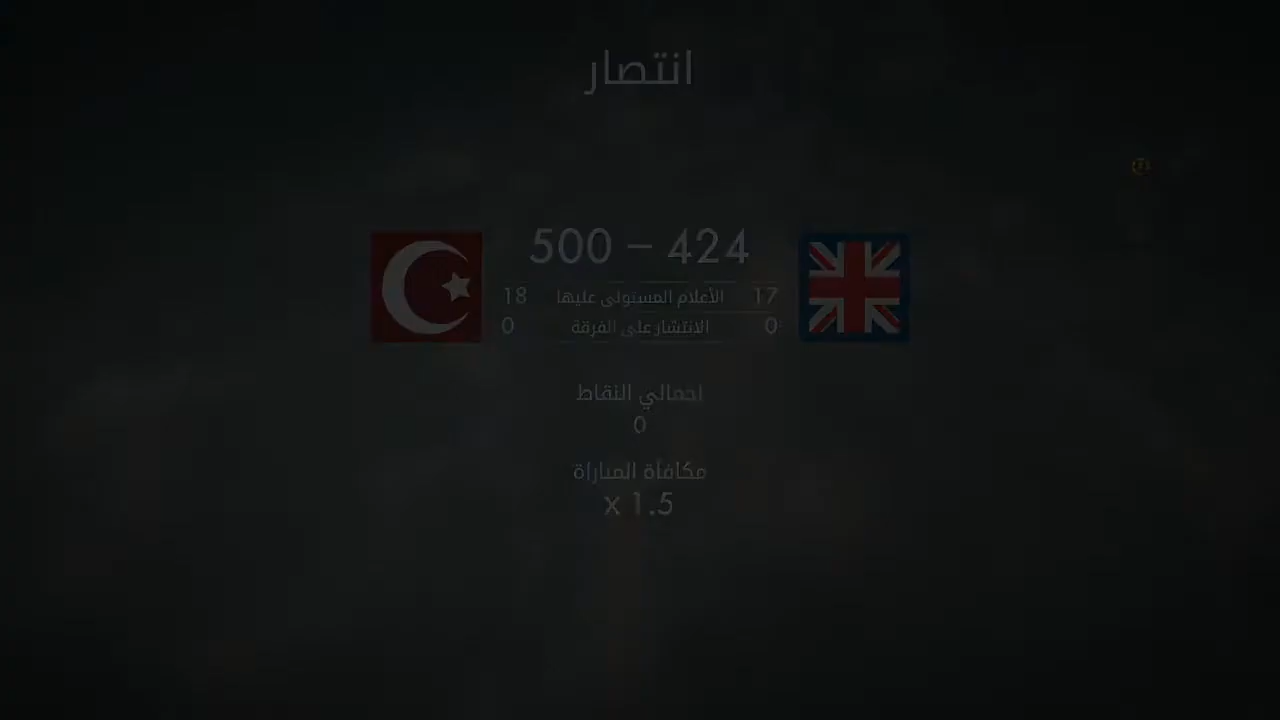 انتصار
500 – 424
18 الأعلام المستولى عليها 17
0 الانتشار على الفرقة 0
إجمالي النقاط
0
مكافأة المباراة
x 1.5